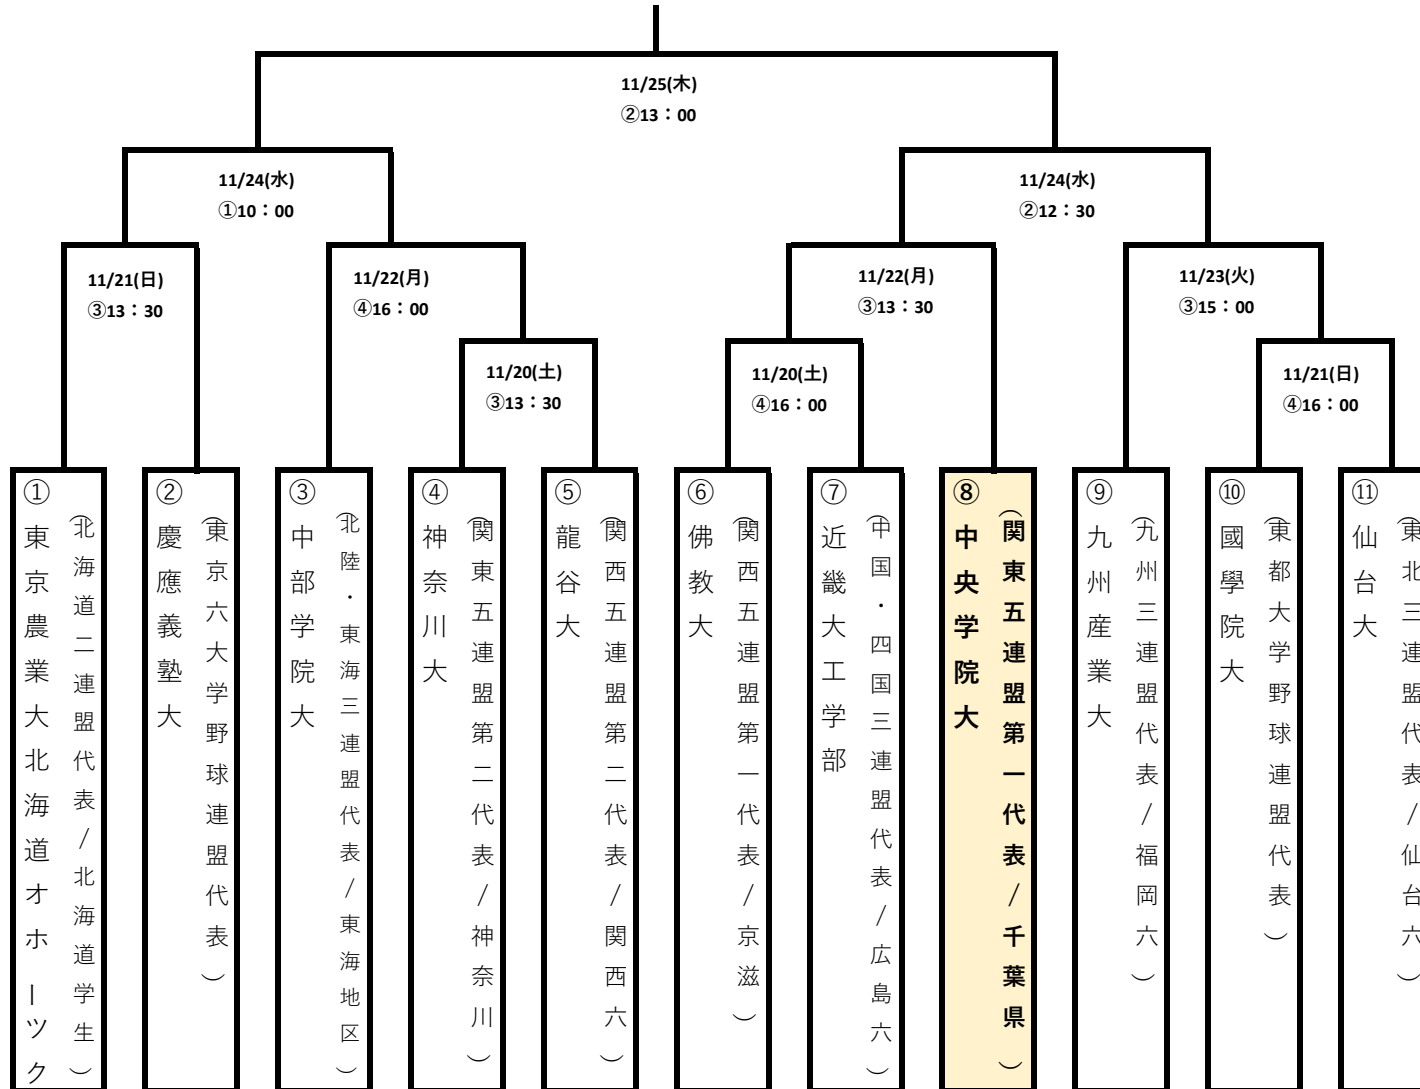 11/25(木)
②13：00
11/24(水)
①10：00
11/24(水)
②12：30
11/21(日)
③13：30
11/22(月)
④16：00
11/22(月)
③13：30
11/23(火)
③15：00
11/20(土)
③13：30
11/20(土)
④16：00
11/21(日)
④16：00
①東京農業大北海道オホーツク
（北海道二連盟代表/北海道学生）
②慶應義塾大
（東京六大学野球連盟代表）
③中部学院大
（北陸・東海三連盟代表/東海地区）
④神奈川大
（関東五連盟第二代表/神奈川）
⑤龍谷大
（関西五連盟第二代表/関西六）
⑥佛教大
（関西五連盟第一代表/京滋）
⑦近畿大工学部
（中国・四国三連盟代表/広島六）
⑧中央学院大
（関東五連盟第一代表/千葉県）
⑨九州産業大
（九州三連盟代表/福岡六）
⑩國學院大
（東都大学野球連盟代表）
⑪仙台大
（東北三連盟代表/仙台六）